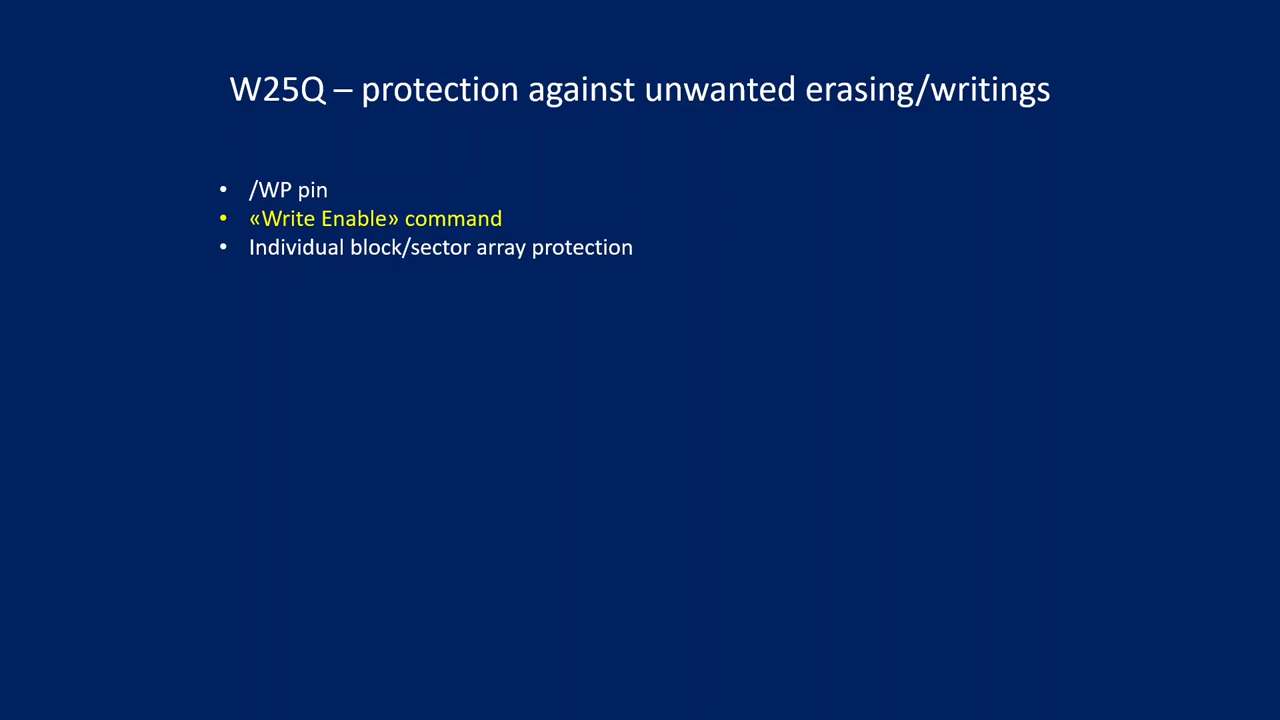 W25Q – protection against unwanted erasing/writings
• /WP pin
• «Write Enable» command
• Individual block/sector array protection